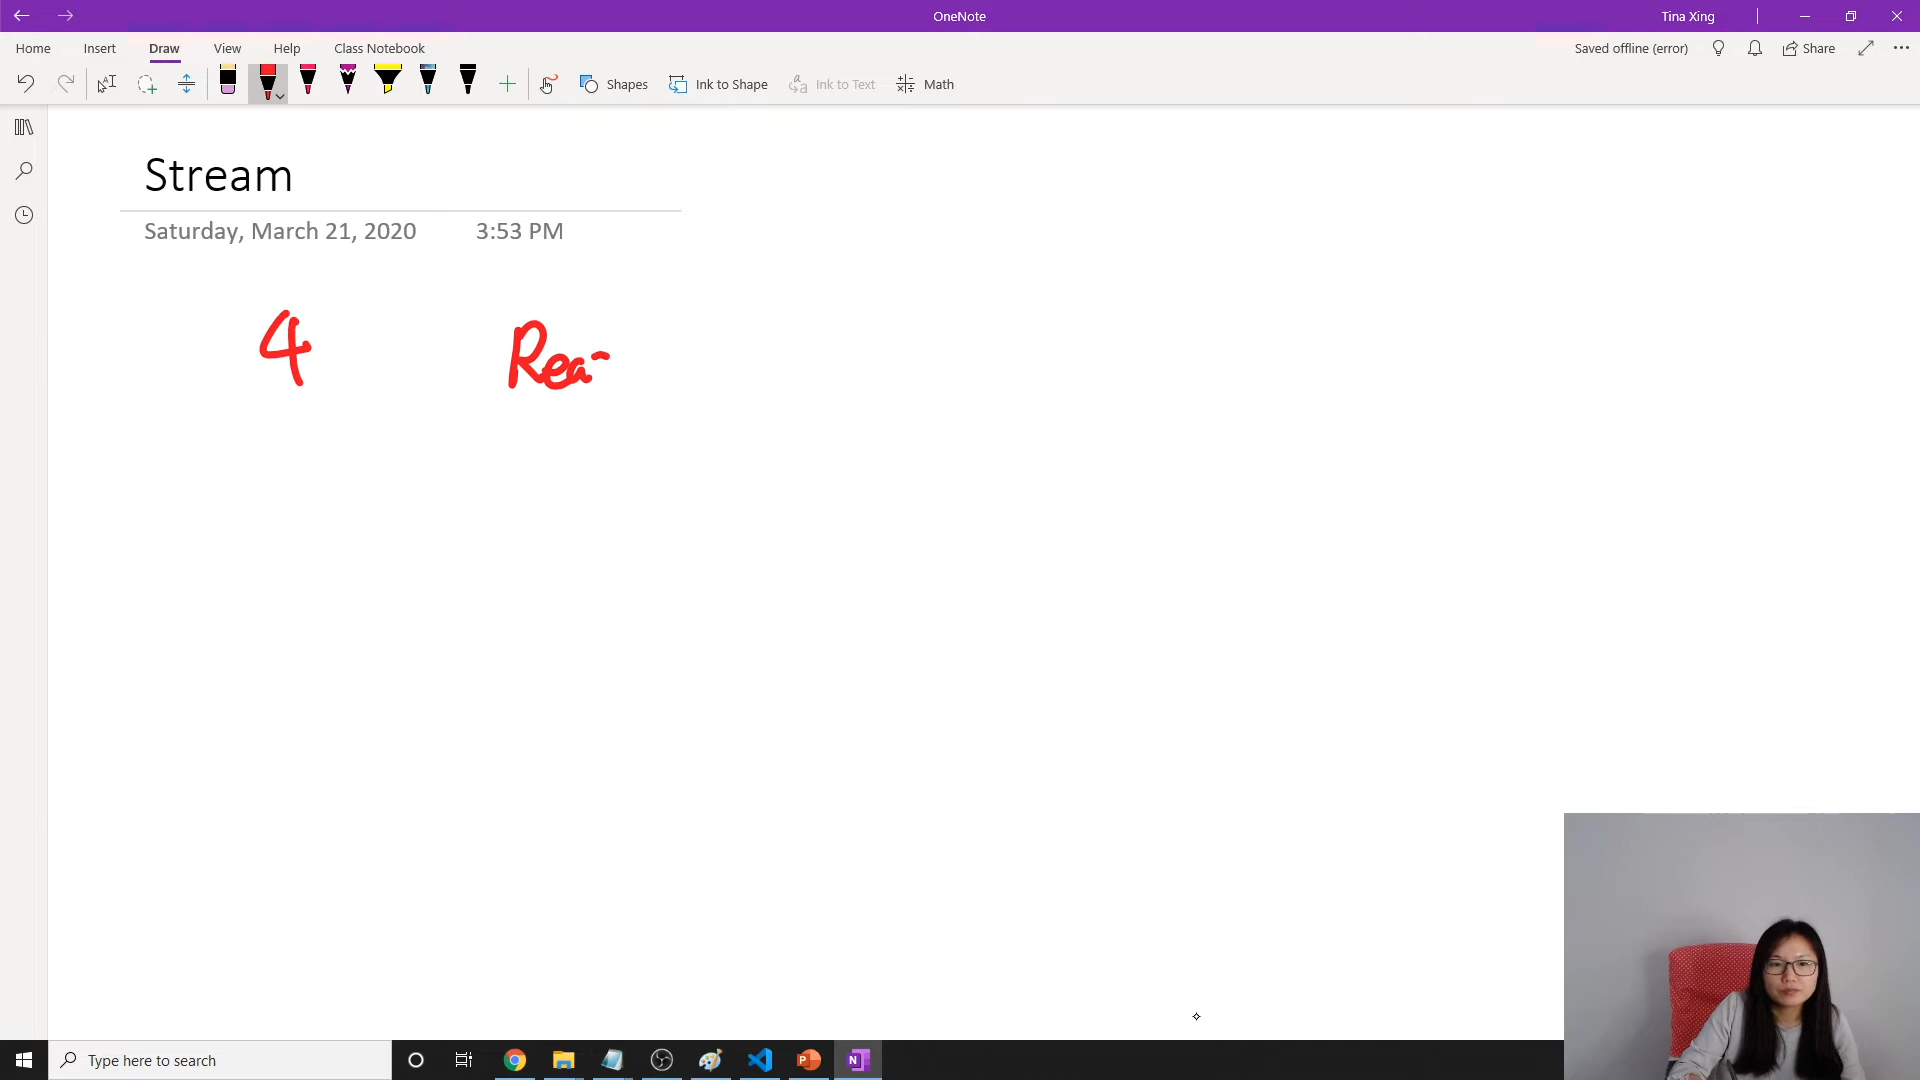 OneNote
Tina Xing
Home Insert Draw View Help Class Notebook
Saved offline (error) Share
Shapes Ink to Shape Ink to Text Math
Stream
Saturday, March 21, 2020 3:53 PM
4 Rea
Type here to search